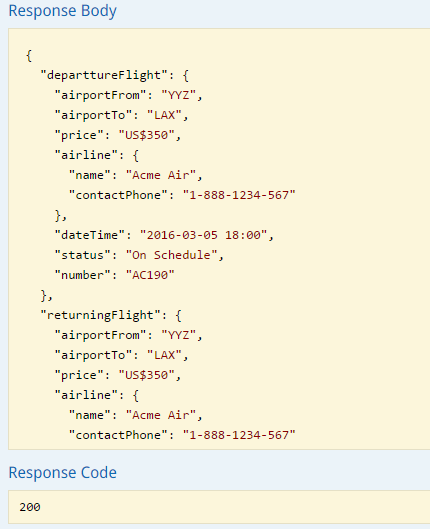 Response Body
{
  "departtureFlight": {
    "airportFrom": "YYZ",
    "airportTo": "LAX",
    "price": "US$350",
    "airline": {
      "name": "Acme Air",
      "contactPhone": "1-888-1234-567"
    },
    "dateTime": "2016-03-05 18:00",
    "status": "On Schedule",
    "number": "AC190"
  },
  "returningFlight": {
    "airportFrom": "YYZ",
    "airportTo": "LAX",
    "price": "US$350",
    "airline": {
      "name": "Acme Air",
      "contactPhone": "1-888-1234-567"
Response Code
200